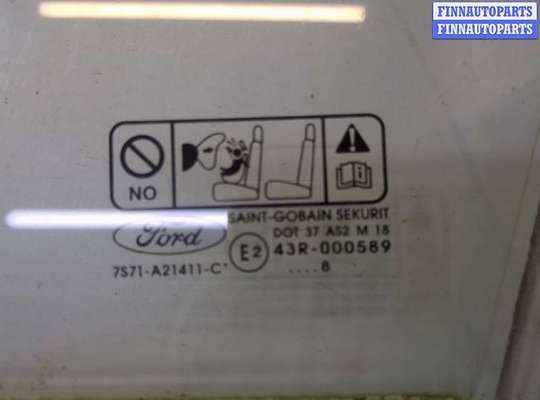 FINNAUTOPARTS
FINNAUTOPARTS
NO
Ford
SAINT-GOBAIN SEKURIT
DOT 37 AS2 M 18
E2 43R-000589
7S71-A21411-C
....8